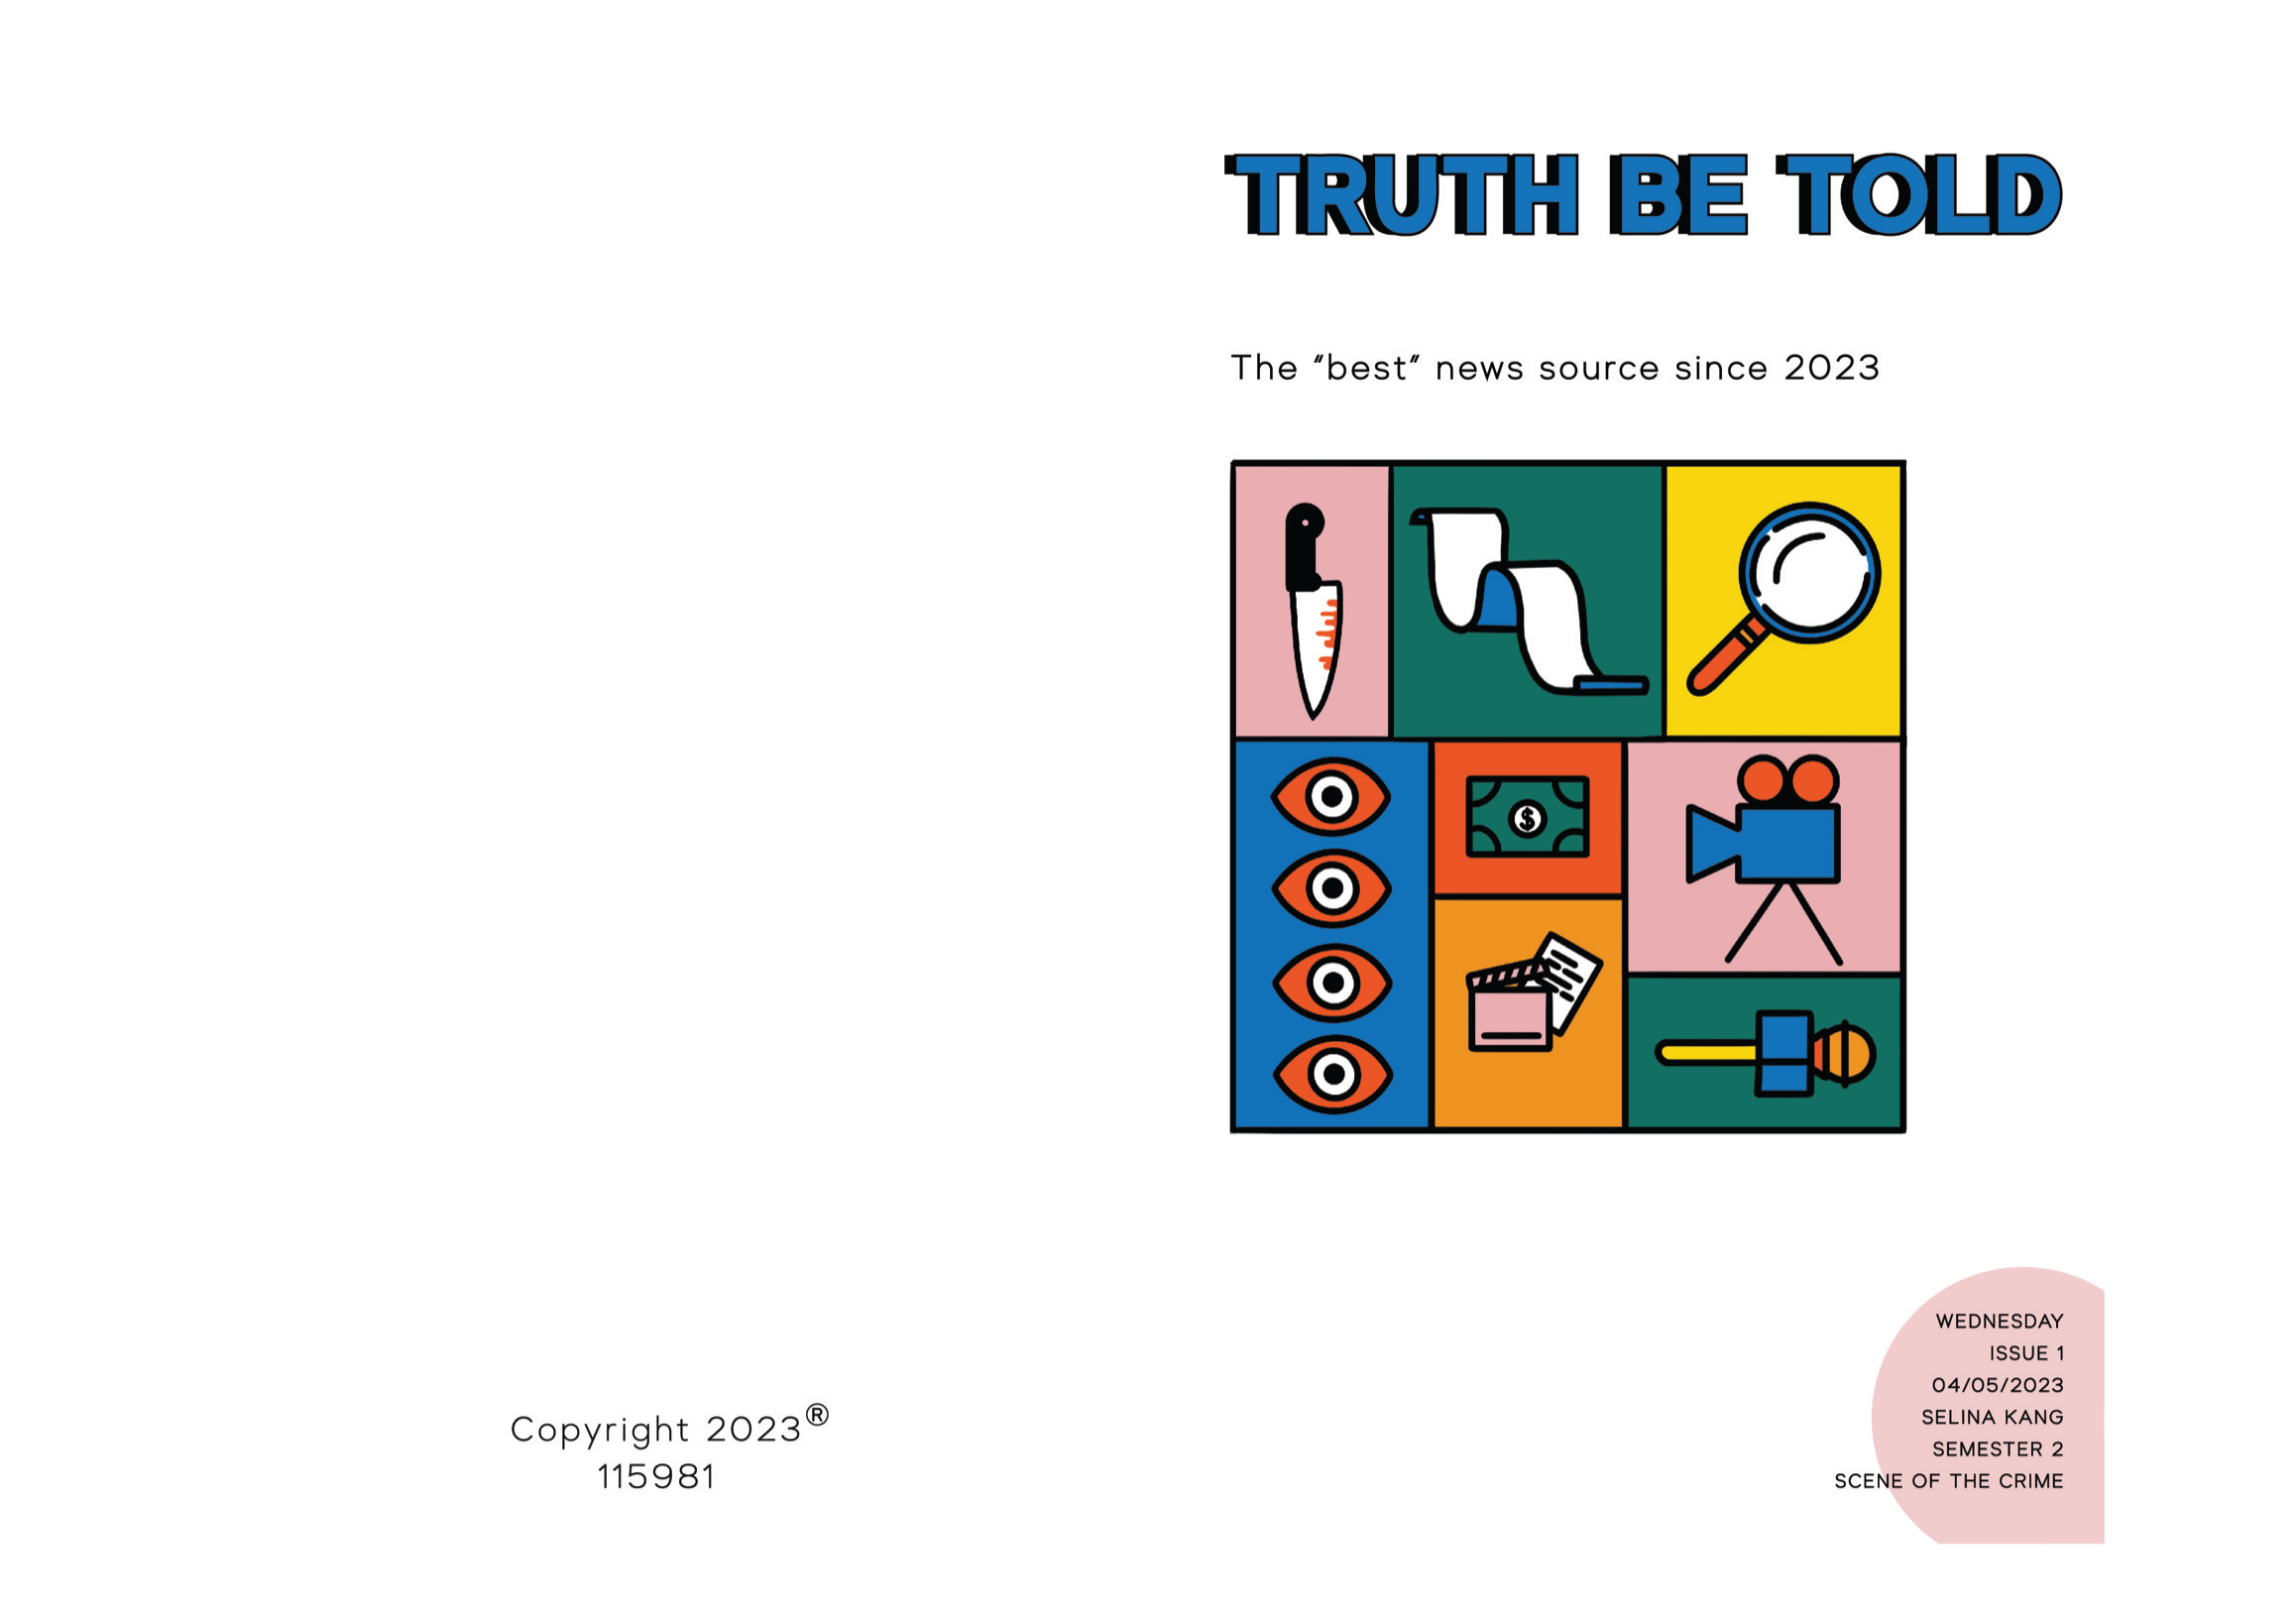 TRUTH BE TOLD
The “best” news source since 2023
$
WEDNESDAY
ISSUE 1
04/05/2023
SELINA KANG
SEMESTER 2
SCENE OF THE CRIME
Copyright 2023®
115981